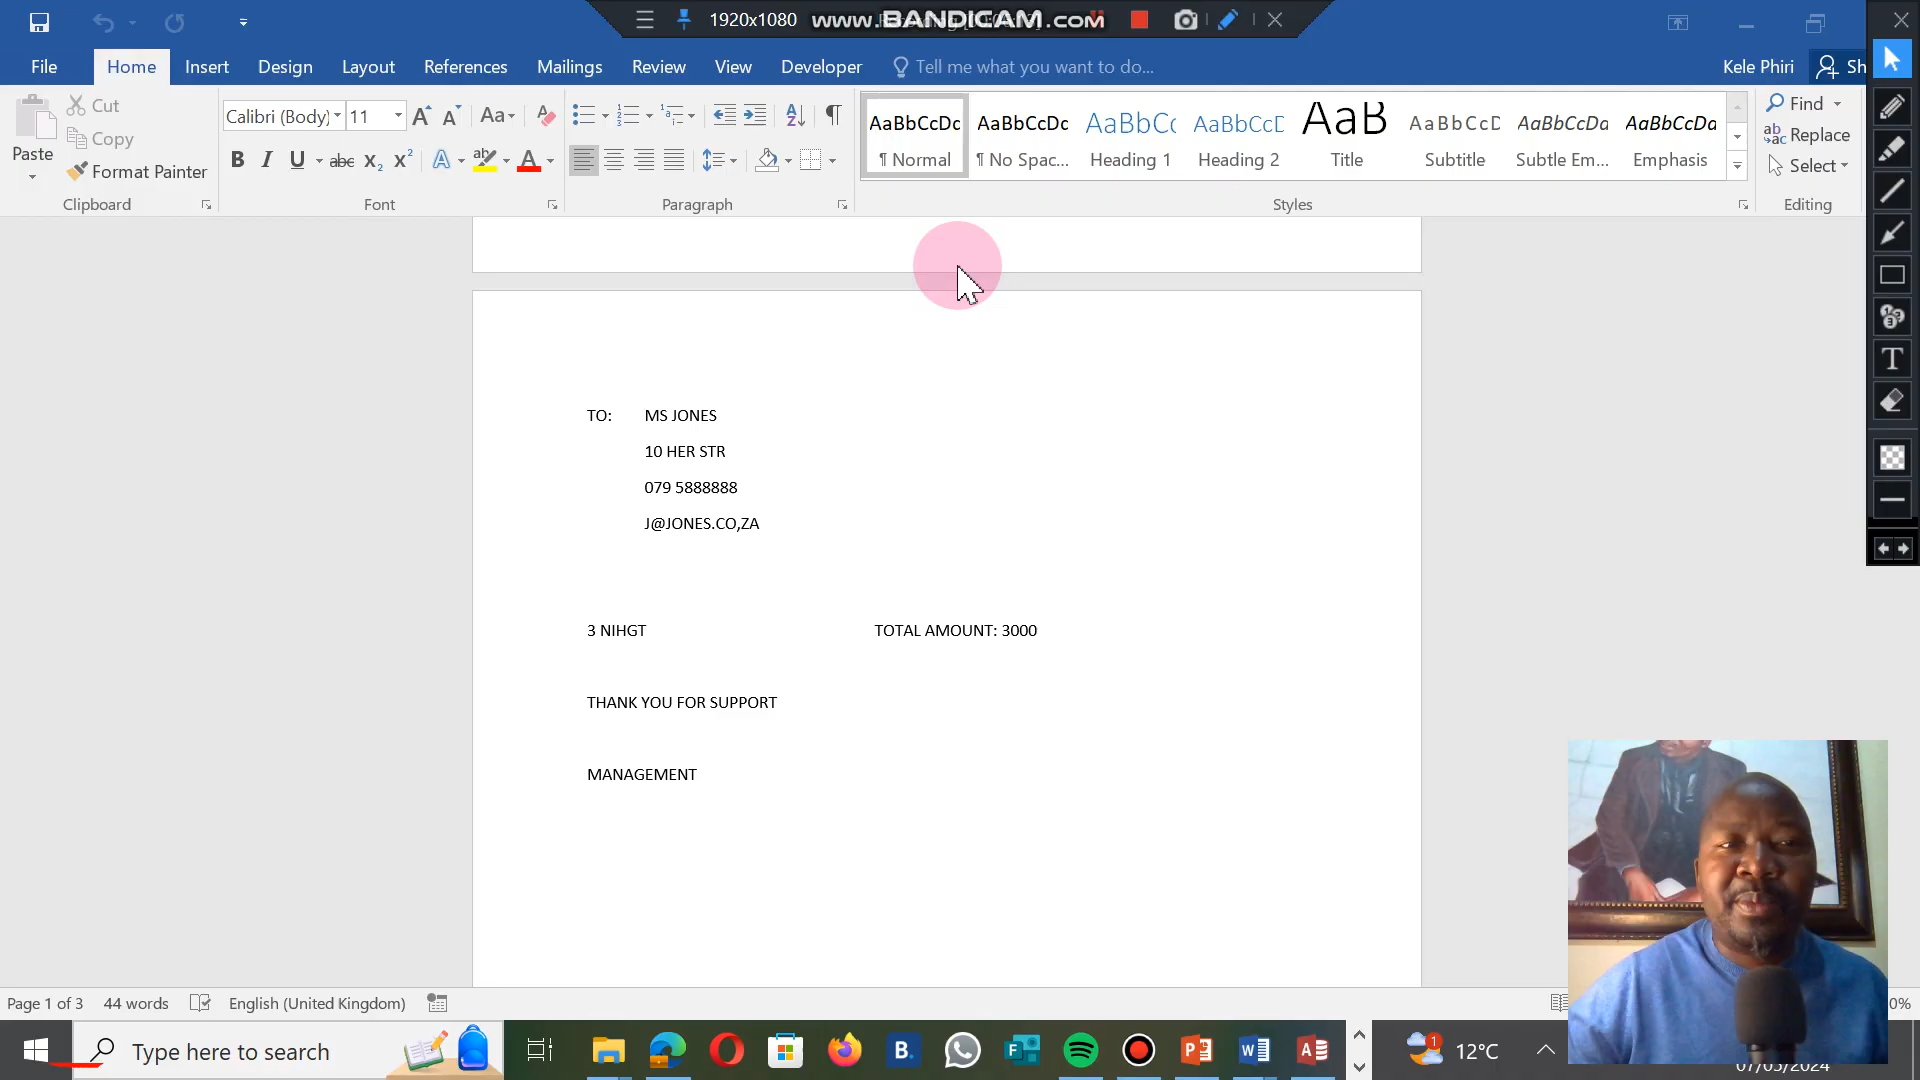 1920x1080 www.BANDICAM.com
File Home Insert Design Layout References Mailings Review View Developer Tell me what you want to do... Kele Phiri Sh
Cut
Copy
Paste
Format Painter
Clipboard
Calibri (Body) 11
Font
Paragraph
AaBbCcDc AaBbCcDc AaBbCc AaBbCcD AaB AaBbCcD AaBbCcDd AaBbCcDd
¶ Normal ¶ No Spac... Heading 1 Heading 2 Title Subtitle Subtle Em... Emphasis
Styles
Find
Replace
Select
Editing
TO: MS JONES
10 HER STR
079 5888888
J@JONES.CO,ZA
3 NIHGT TOTAL AMOUNT: 3000
THANK YOU FOR SUPPORT
MANAGEMENT
Page 1 of 3 44 words English (United Kingdom) 0%
Type here to search 12°C